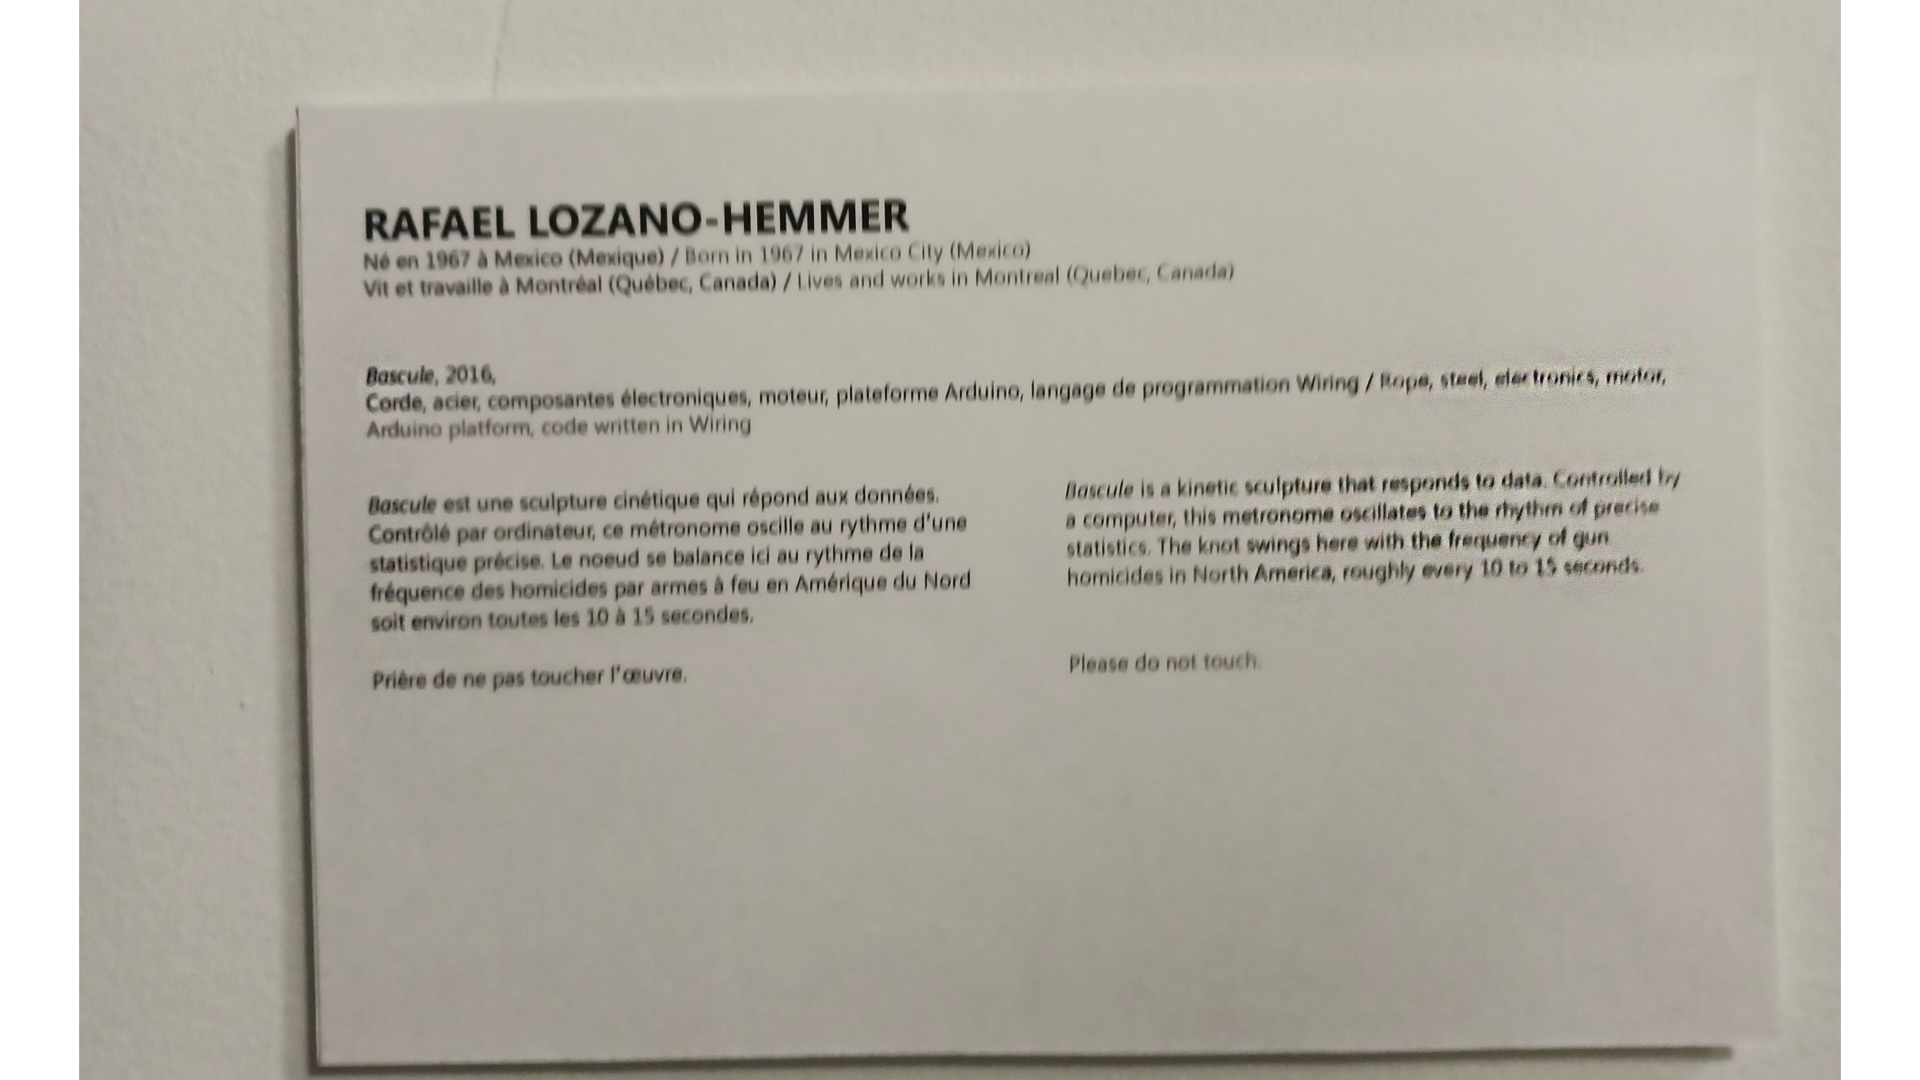 RAFAEL LOZANO-HEMMER
Né en 1967 à Mexico (Mexique) / Born in 1967 in Mexico City (Mexico)
Vit et travaille à Montréal (Québec, Canada) / Lives and works in Montreal (Quebec, Canada)
Bascule, 2016,
Corde, acier, composantes électroniques, moteur, plateforme Arduino, langage de programmation Wiring / Rope, steel, electronics, motor,
Arduino platform, code written in Wiring
Bascule est une sculpture cinétique qui répond aux données.
Contrôlé par ordinateur, ce métronome oscille au rythme d'une
statistique précise. Le noeud se balance ici au rythme de la
fréquence des homicides par armes à feu en Amérique du Nord
soit environ toutes les 10 à 15 secondes.
Prière de ne pas toucher l'œuvre.
Bascule is a kinetic sculpture that responds to data. Controlled by
a computer, this metronome oscillates to the rhythm of precise
statistics. The knot swings here with the frequency of gun
homicides in North America, roughly every 10 to 15 seconds.
Please do not touch.